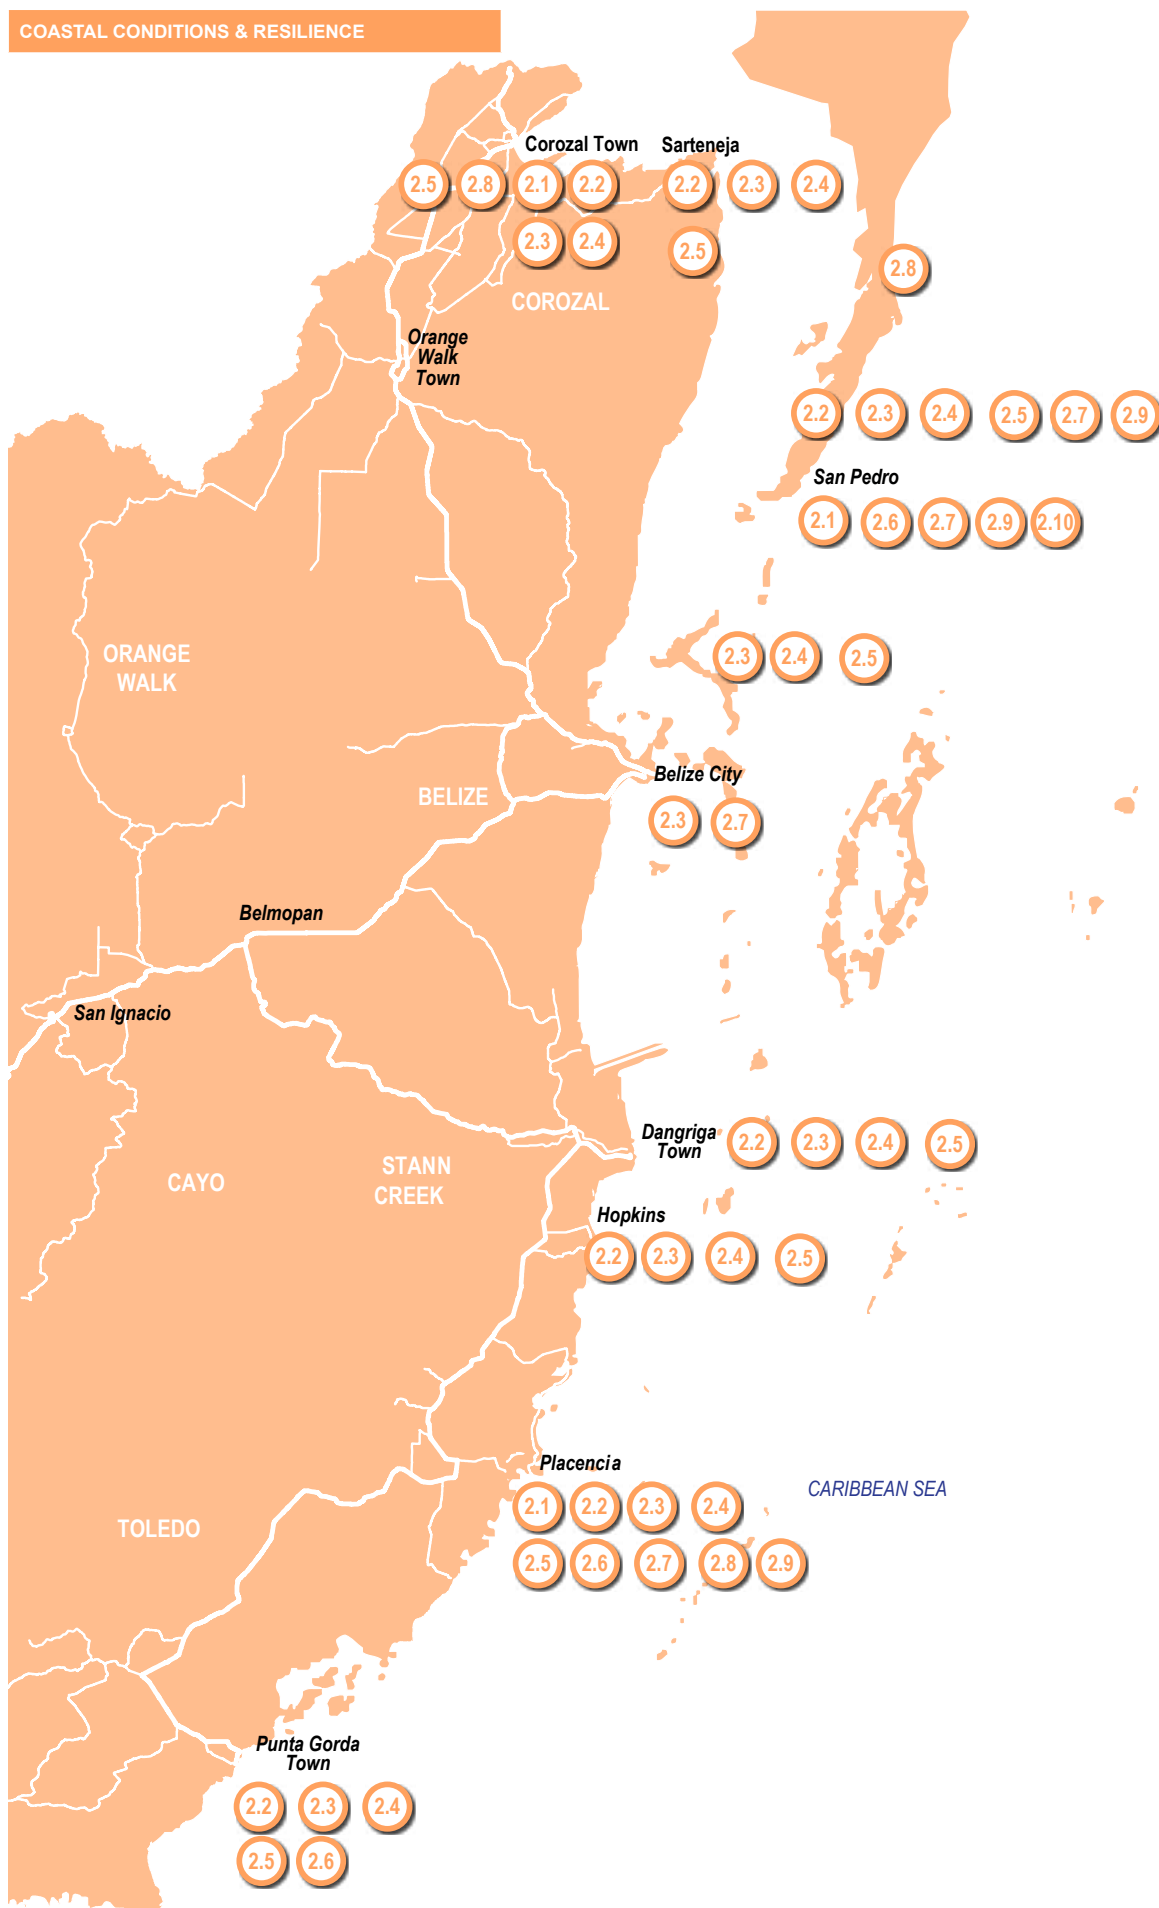 COASTAL CONDITIONS & RESILIENCE
Corozal Town
Sarteneja
2.5 2.8 2.1 2.2
2.2 2.3 2.4
2.3 2.4
2.5
2.8
COROZAL
Orange
Walk
Town
2.2 2.3 2.4 2.5 2.7 2.9
San Pedro
2.1 2.6 2.7 2.9 2.10
ORANGE
WALK
2.3 2.4 2.5
Belize City
BELIZE
2.3 2.7
Belmopan
San Ignacio
Dangriga
Town
2.2 2.3 2.4 2.5
STANN
CREEK
CAYO
Hopkins
2.2 2.3 2.4 2.5
Placencia
CARIBBEAN SEA
2.1 2.2 2.3 2.4
TOLEDO
2.5 2.6 2.7 2.8 2.9
Punta Gorda
Town
2.2 2.3 2.4
2.5 2.6